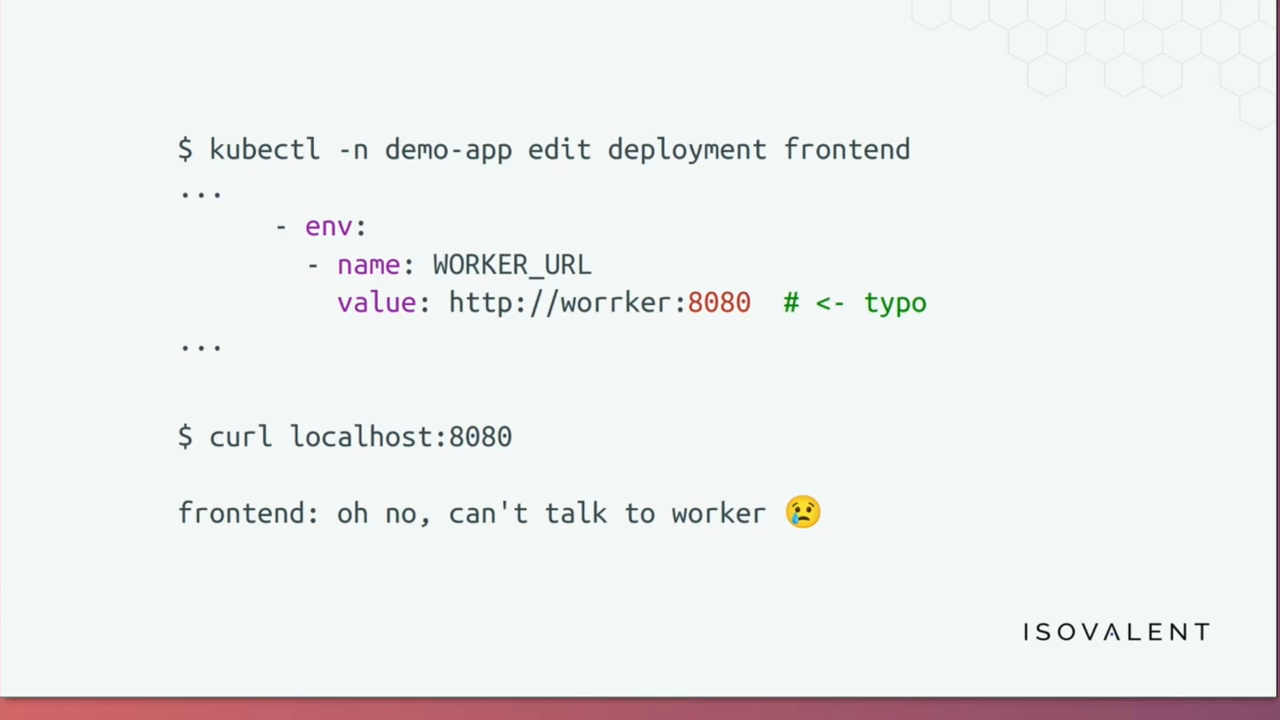 $ kubectl -n demo-app edit deployment frontend
...
- env:
- name: WORKER_URL
value: http://worrker:8080 # <- typo
...
$ curl localhost:8080
frontend: oh no, can't talk to worker 😢
ISOVALENT